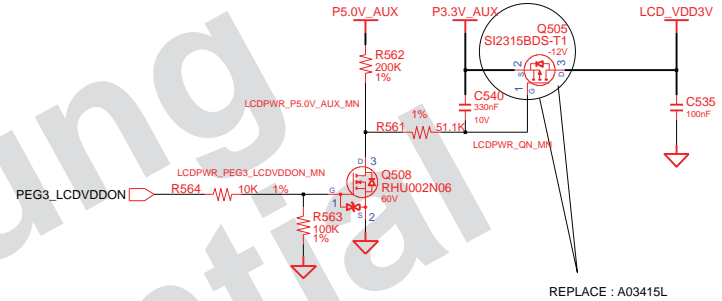 P5.0V_AUX
P3.3V_AUX
LCD_VDD3V
Q505
SI2315BDS-T1
-12V
R562
200K
1%
2
3
S
D
1
G
C540
330nF
10V
C535
100nF
LCDPWR_P5.0V_AUX_MN
1%
R561
51.1K
LCDPWR_QN_MN
D
3
LCDPWR_PEG3_LCDVDDON_MN
Q508
RHU002N06
60V
PEG3_LCDVDDON
R564
10K
1%
G
1
S
2
R563
100K
1%
REPLACE : A03415L
ung
ntial